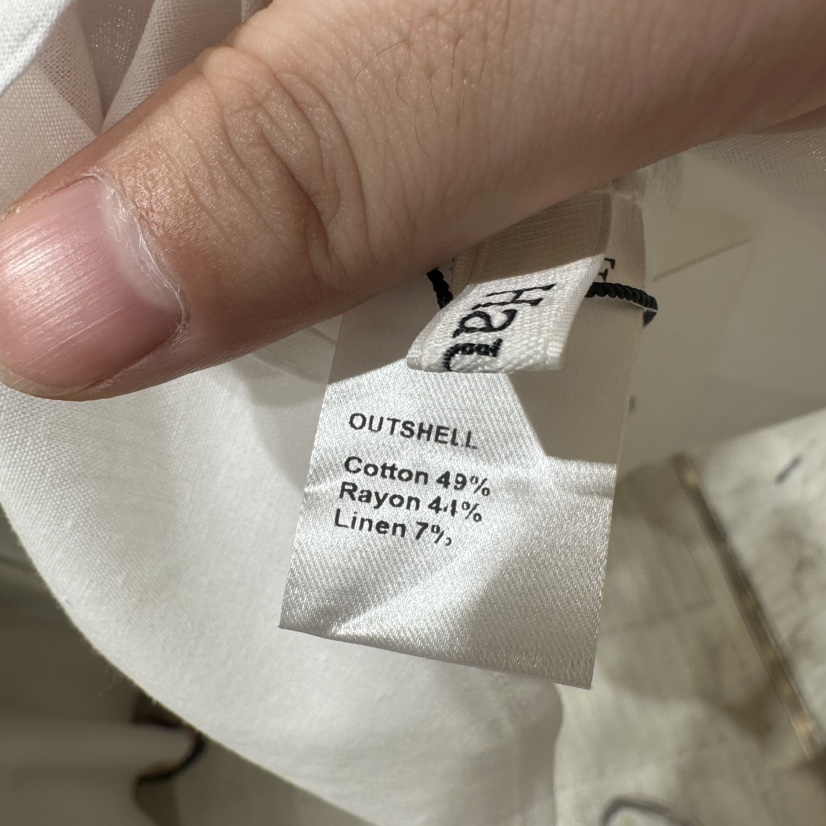 OUTSHELL
Cotton 49%
Rayon 44%
Linen 7%